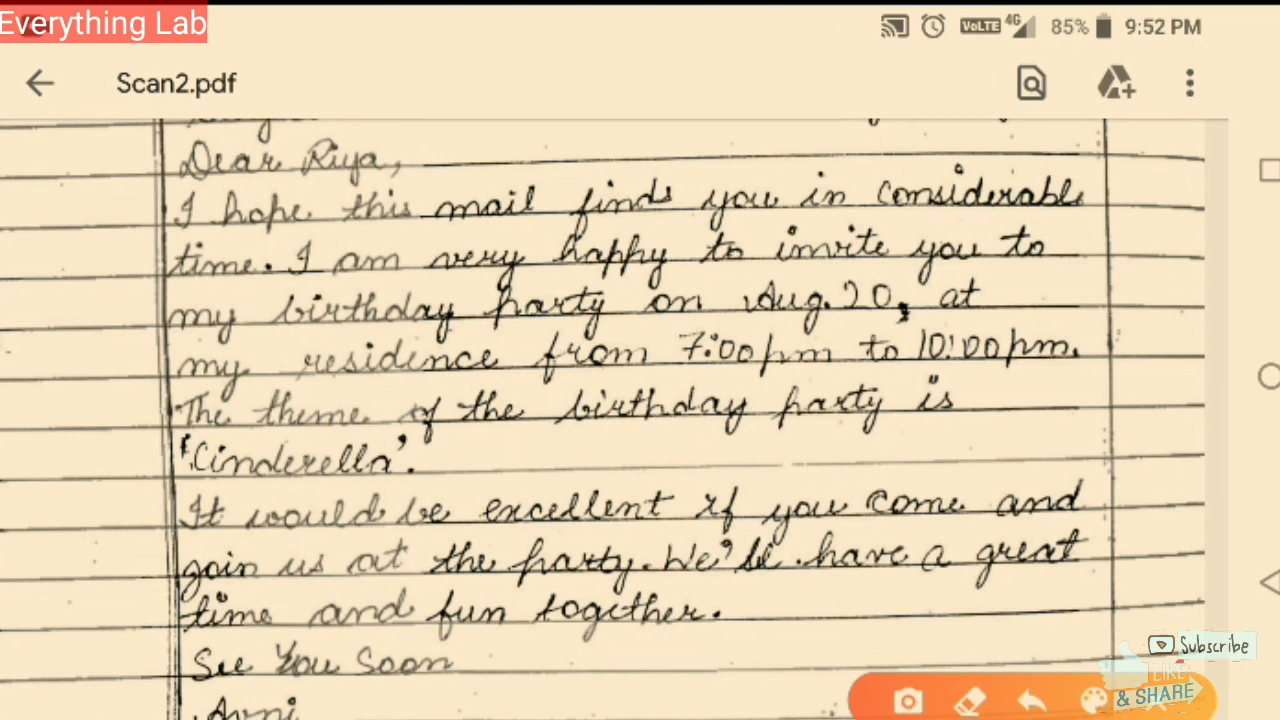 Everything Lab
VoLTE 4G 85% 9:52 PM
Scan2.pdf
Dear Riya,
I hope this mail finds you in considerable
time. I am very happy to invite you to
my birthday party on Aug. 20, at
my residence from 7:00pm to 10:00pm.
The theme of the birthday party is
'Cinderella'.
It would be excellent if you come and
join us at the party. We'll have a great
time and fun together.
See You Soon
Avni
Subscribe
LIKE
& SHARE